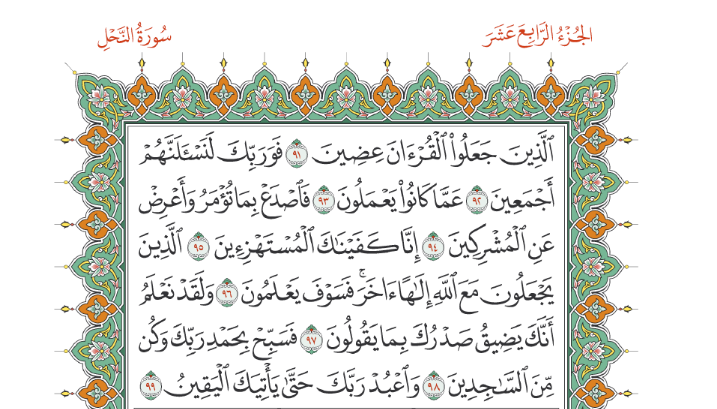 الجُزْءُ الرَّابِعَ عَشَرَ
سُورَةُ النَّحْلِ
ٱلَّذِينَ جَعَلُوا۟ ٱلْقُرْءَانَ عِضِينَ ٩١ فَوَرَبِّكَ لَنَسْـَٔلَنَّهُمْ
أَجْمَعِينَ ٩٢ عَمَّا كَانُوا۟ يَعْمَلُونَ ٩٣ فَٱصْدَعْ بِمَا تُؤْمَرُ وَأَعْرِضْ
عَنِ ٱلْمُشْرِكِينَ ٩٤ إِنَّا كَفَيْنَـٰكَ ٱلْمُسْتَهْزِءِينَ ٩٥ ٱلَّذِينَ
يَجْعَلُونَ مَعَ ٱللَّهِ إِلَـٰهًا ءَاخَرَ ۚ فَسَوْفَ يَعْلَمُونَ ٩٦ وَلَقَدْ نَعْلَمُ
أَنَّكَ يَضِيقُ صَدْرُكَ بِمَا يَقُولُونَ ٩٧ فَسَبِّحْ بِحَمْدِ رَبِّكَ وَكُن
مِّنَ ٱلسَّـٰجِدِينَ ٩٨ وَٱعْبُدْ رَبَّكَ حَتَّىٰ يَأْتِيَكَ ٱلْيَقِينُ ٩٩